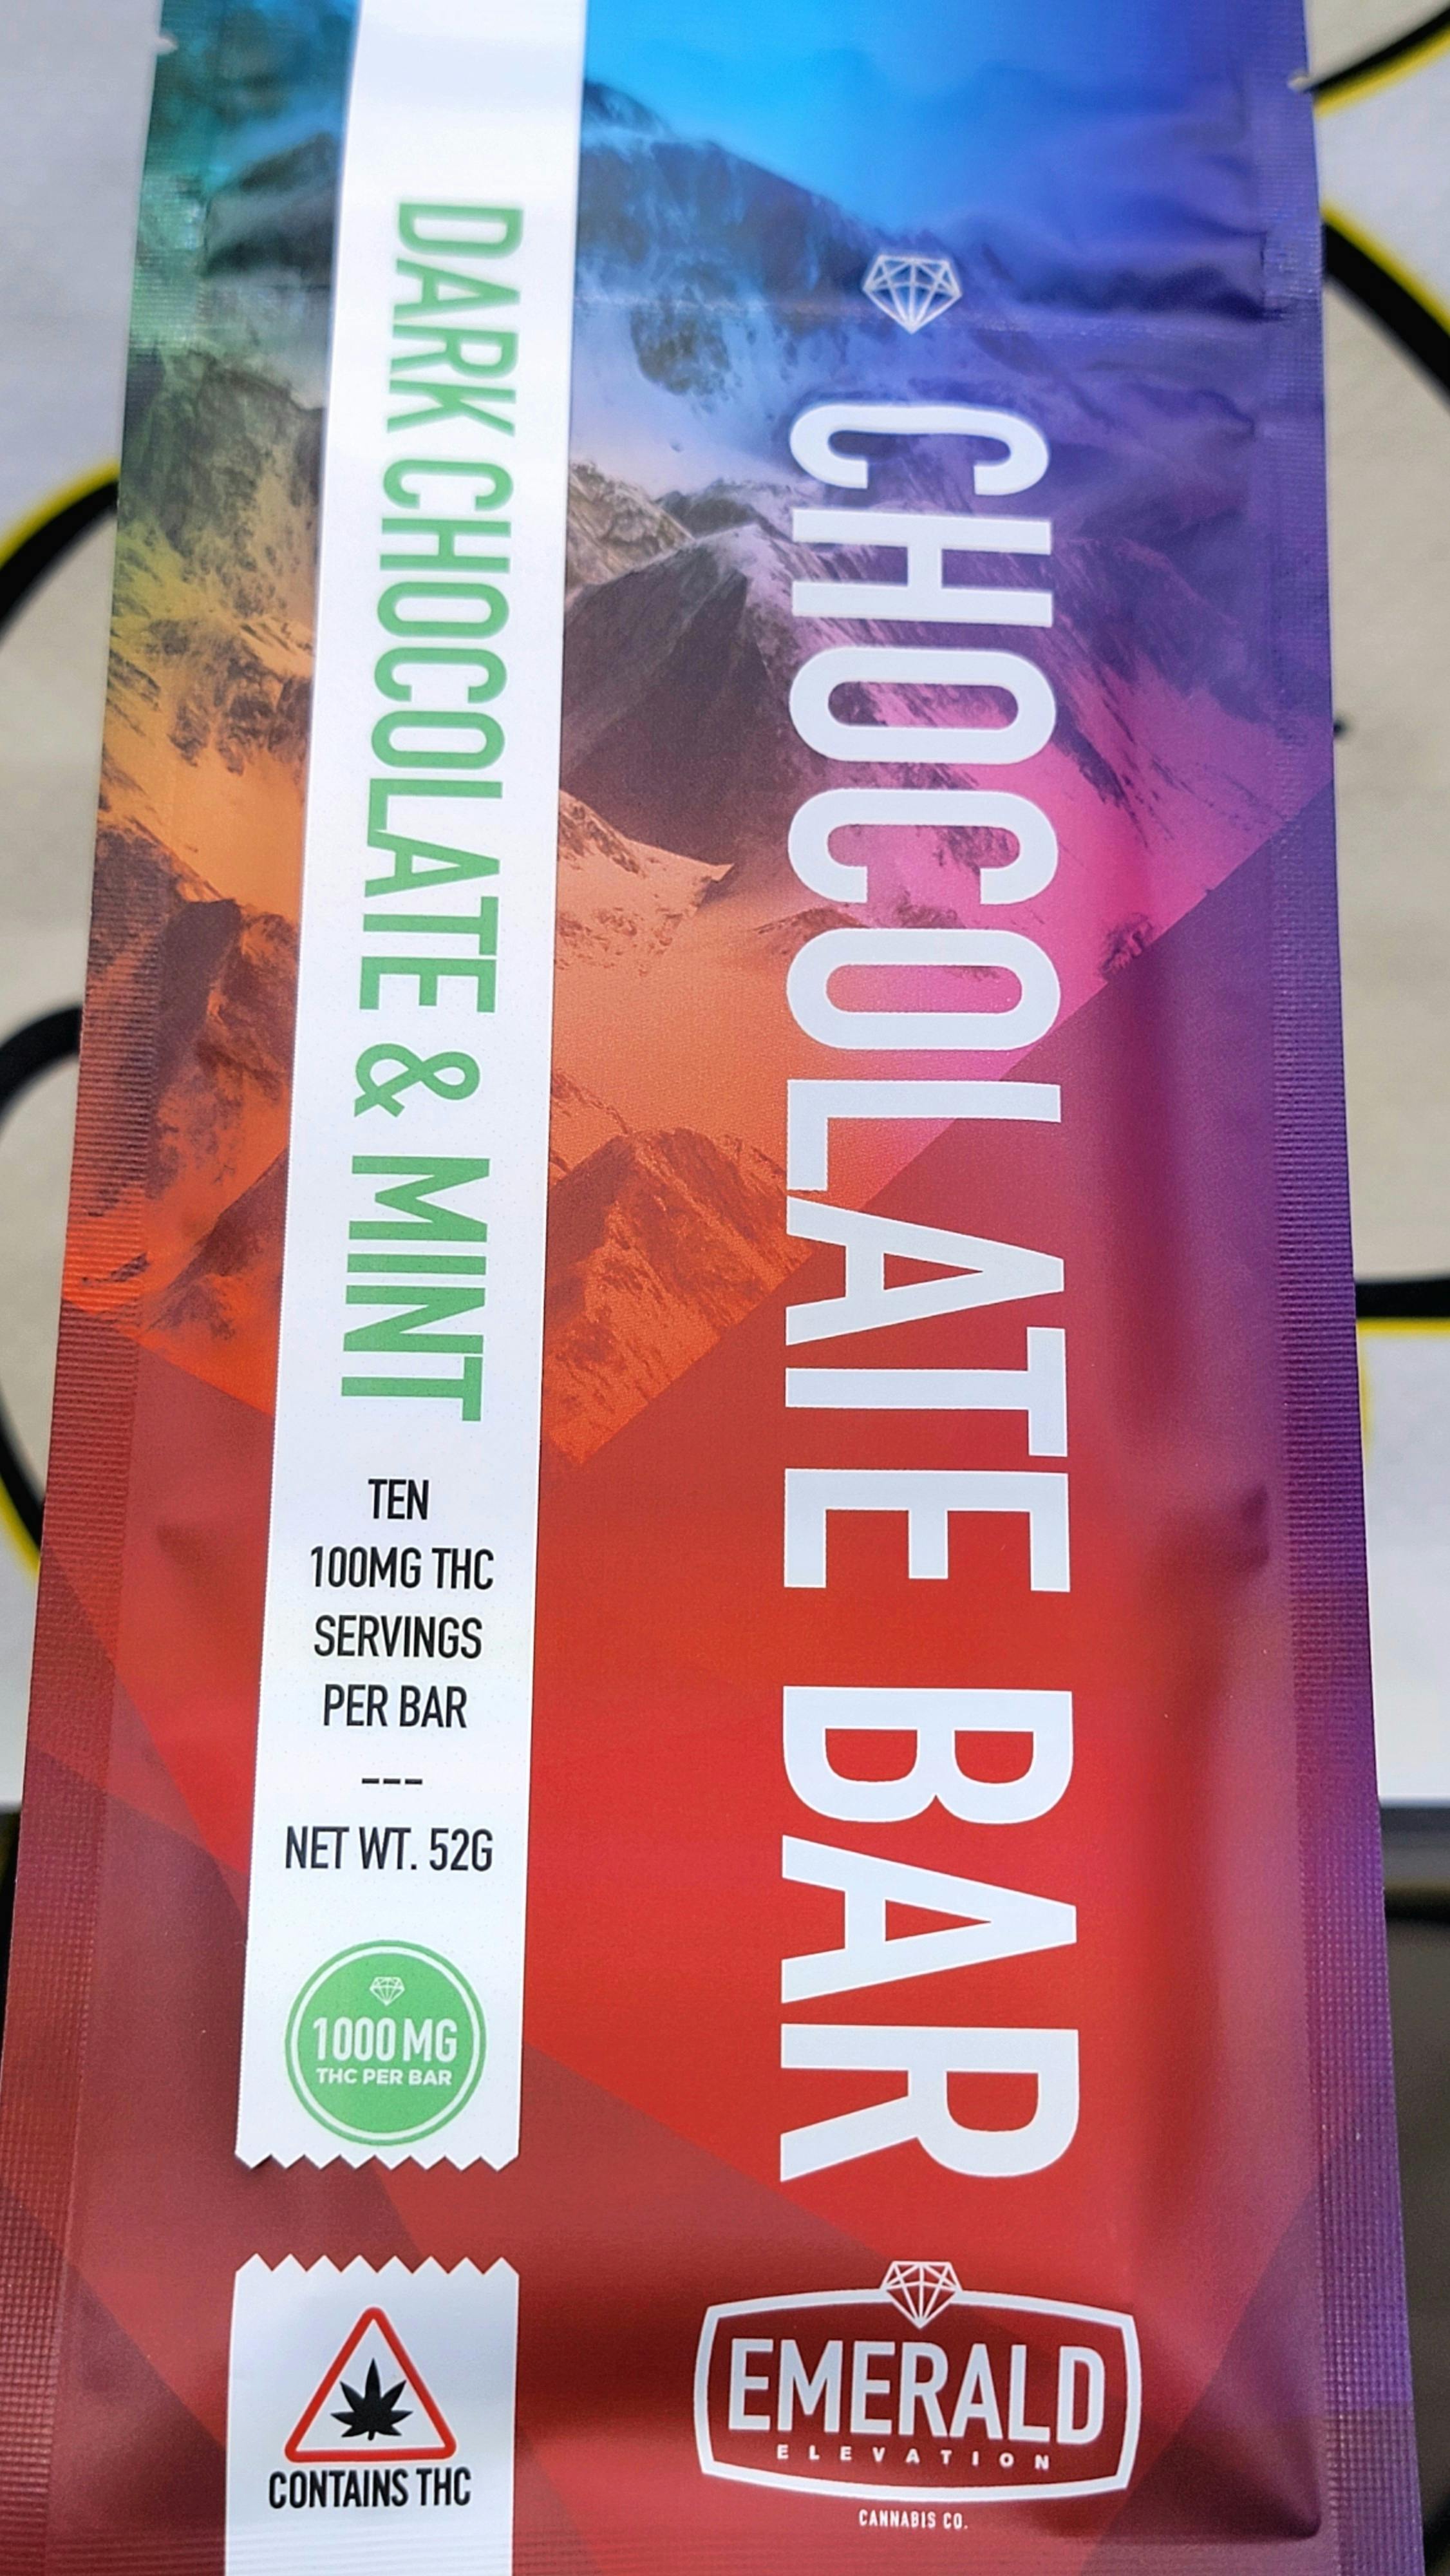 CHOCOLATE BAR
DARK CHOCOLATE & MINT
TEN
100MG THC
SERVINGS
PER BAR
---
NET WT. 52G
1000 MG
THC PER BAR
CONTAINS THC
EMERALD
ELEVATION
CANNABIS CO.